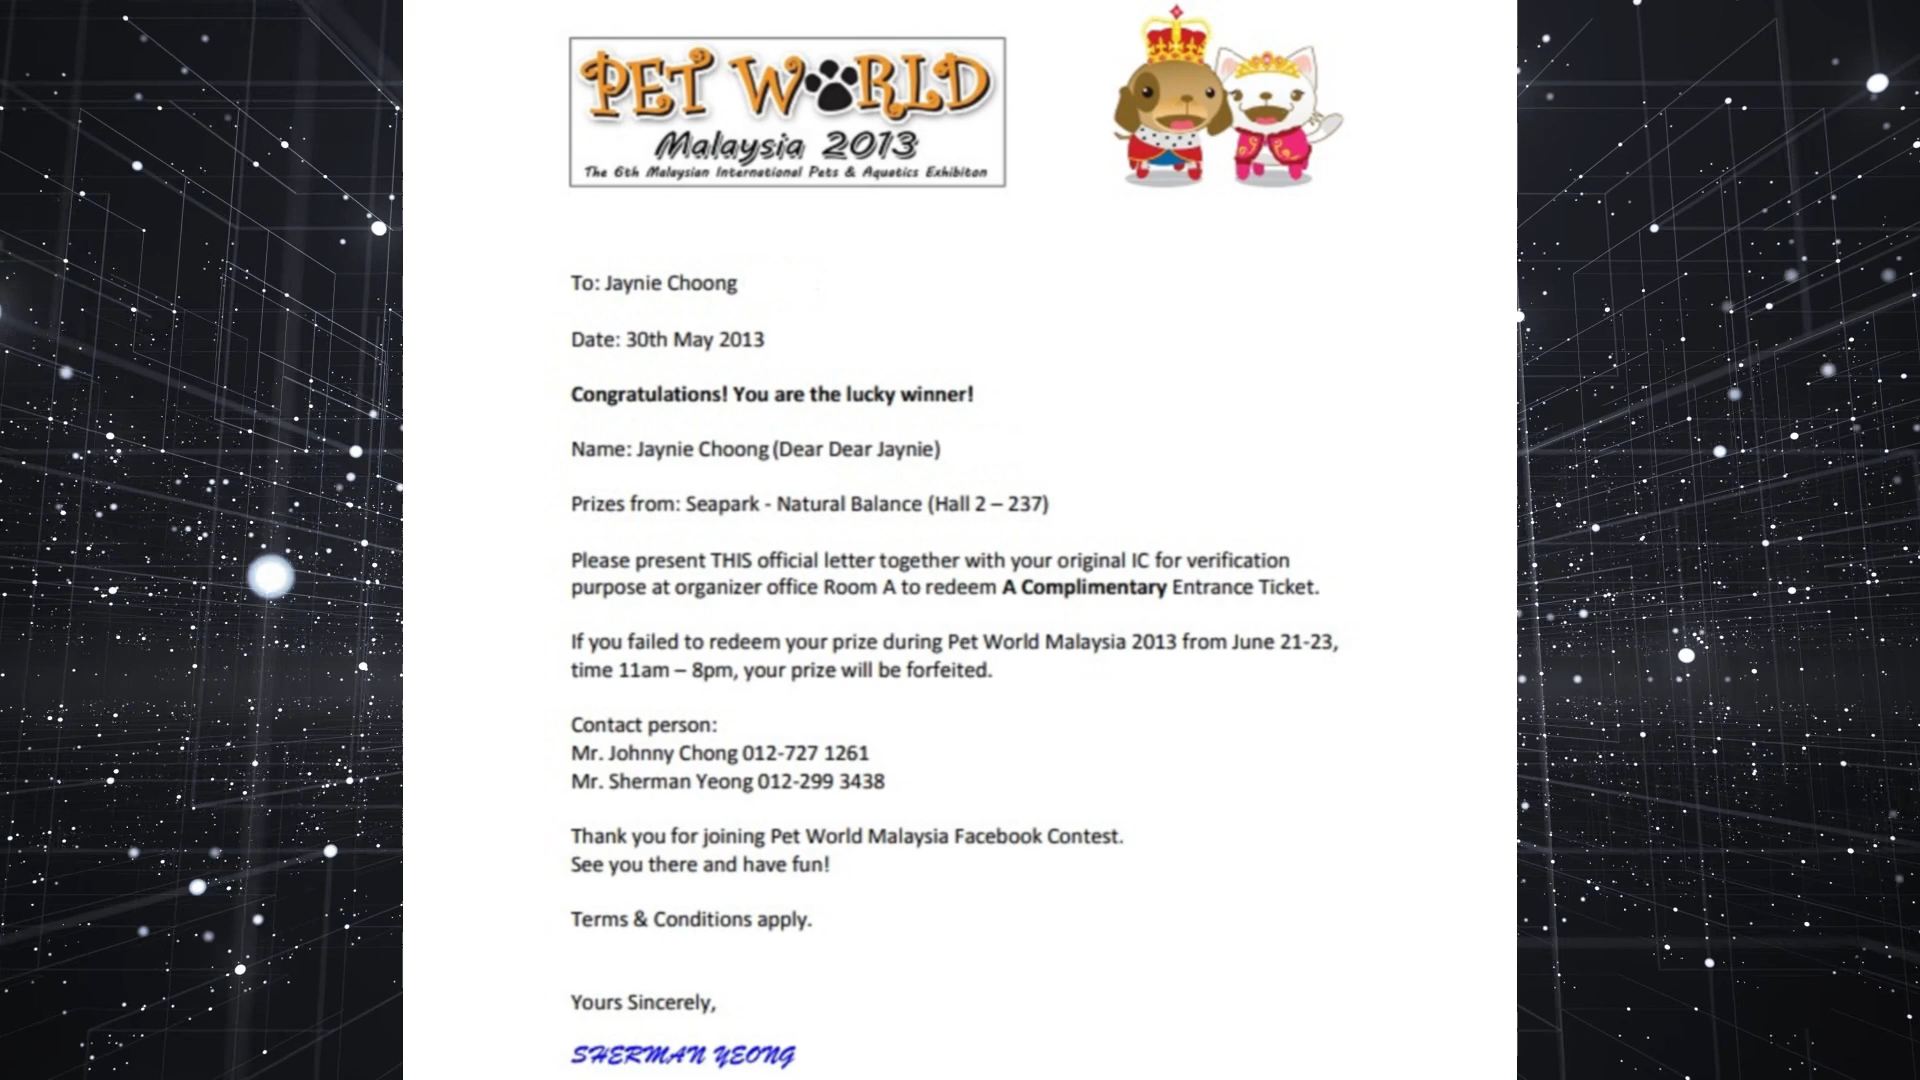 PET WORLD
Malaysia 2013
The 6th Malaysian International Pets & Aquatics Exhibiton
To: Jaynie Choong
Date: 30th May 2013
Congratulations! You are the lucky winner!
Name: Jaynie Choong (Dear Dear Jaynie)
Prizes from: Seapark - Natural Balance (Hall 2 – 237)
Please present THIS official letter together with your original IC for verification
purpose at organizer office Room A to redeem A Complimentary Entrance Ticket.
If you failed to redeem your prize during Pet World Malaysia 2013 from June 21-23,
time 11am – 8pm, your prize will be forfeited.
Contact person:
Mr. Johnny Chong 012-727 1261
Mr. Sherman Yeong 012-299 3438
Thank you for joining Pet World Malaysia Facebook Contest.
See you there and have fun!
Terms & Conditions apply.
Yours Sincerely,
SHERMAN YEONG